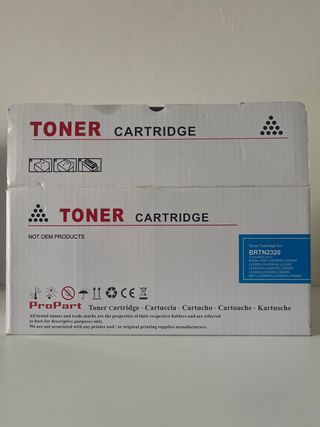 TONER CARTRIDGE
TONER CARTRIDGE
NOT OEM PRODUCTS
Toner Cartridge for
BRTN2320
ProPart Toner Cartridge - Cartuccia - Cartucho - Cartouche - Kartusche
All brand names and trade marks are the properties of their respective holders and are referred
to here for descriptive purposes only.
We are not associated with any printer und / or original printing supplies manufacturers.